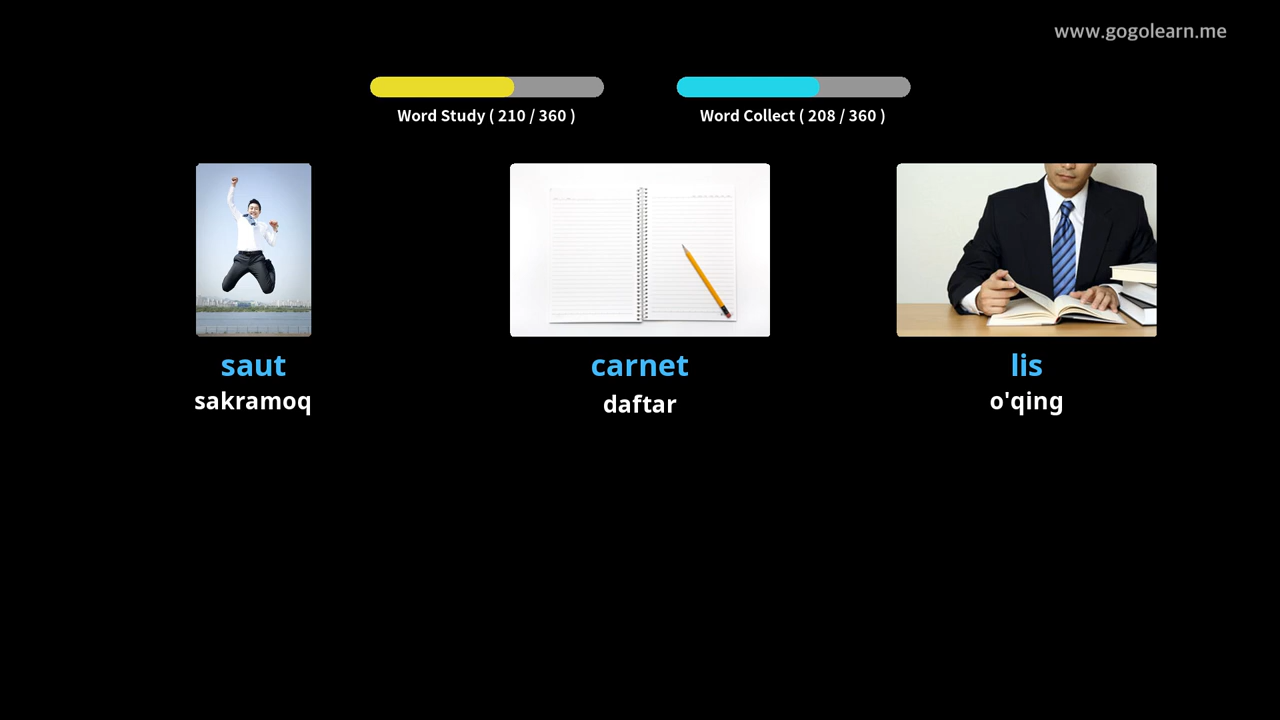 www.gogolearn.me
Word Study ( 210 / 360 )
Word Collect ( 208 / 360 )
saut
sakramoq
carnet
daftar
lis
o'qing